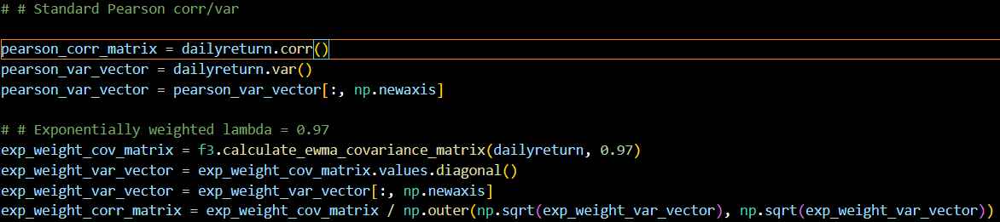 # # Standard Pearson corr/var
pearson_corr_matrix = dailyreturn.corr()
pearson_var_vector = dailyreturn.var()
pearson_var_vector = pearson_var_vector[:, np.newaxis]
# # Exponentially weighted lambda = 0.97
exp_weight_cov_matrix = f3.calculate_ewma_covariance_matrix(dailyreturn, 0.97)
exp_weight_var_vector = exp_weight_cov_matrix.values.diagonal()
exp_weight_var_vector = exp_weight_var_vector[:, np.newaxis]
exp_weight_corr_matrix = exp_weight_cov_matrix / np.outer(np.sqrt(exp_weight_var_vector), np.sqrt(exp_weight_var_vector))